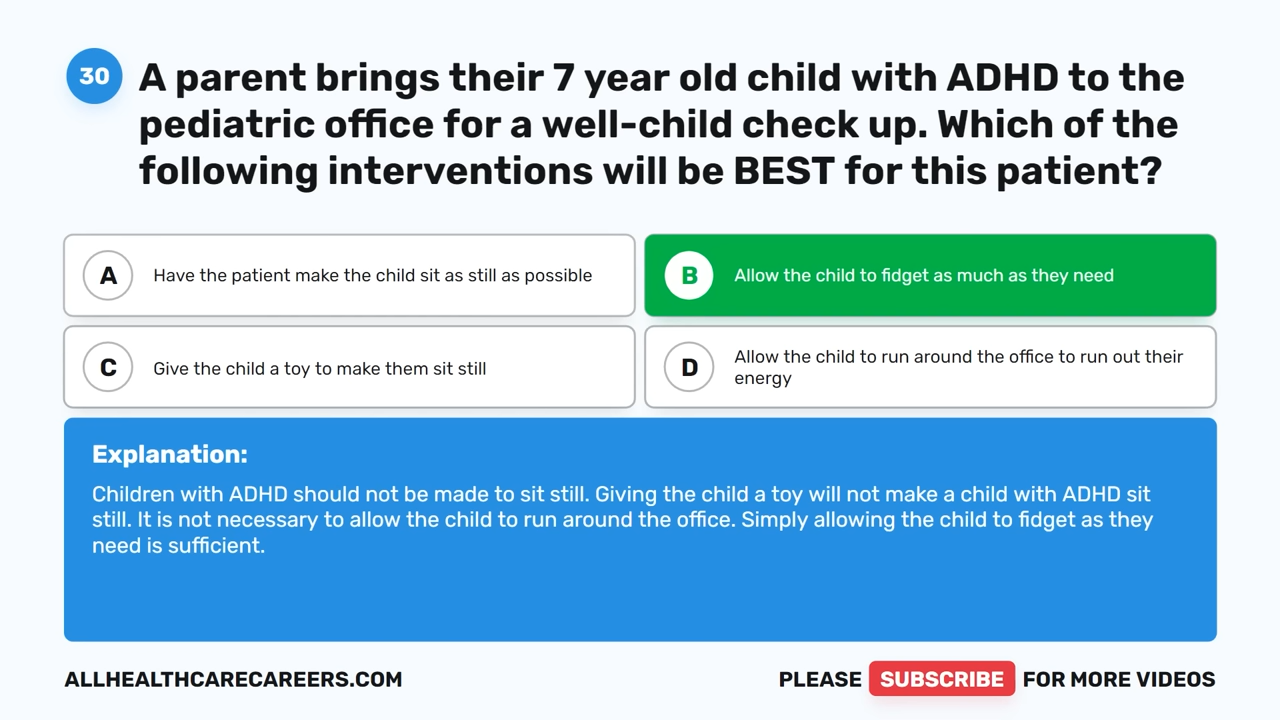 30
A parent brings their 7 year old child with ADHD to the
pediatric office for a well-child check up. Which of the
following interventions will be BEST for this patient?
A
Have the patient make the child sit as still as possible
B
Allow the child to fidget as much as they need
C
Give the child a toy to make them sit still
D
Allow the child to run around the office to run out their
energy
Explanation:
Children with ADHD should not be made to sit still. Giving the child a toy will not make a child with ADHD sit
still. It is not necessary to allow the child to run around the office. Simply allowing the child to fidget as they
need is sufficient.
ALLHEALTHCARECAREERS.COM
PLEASE SUBSCRIBE FOR MORE VIDEOS